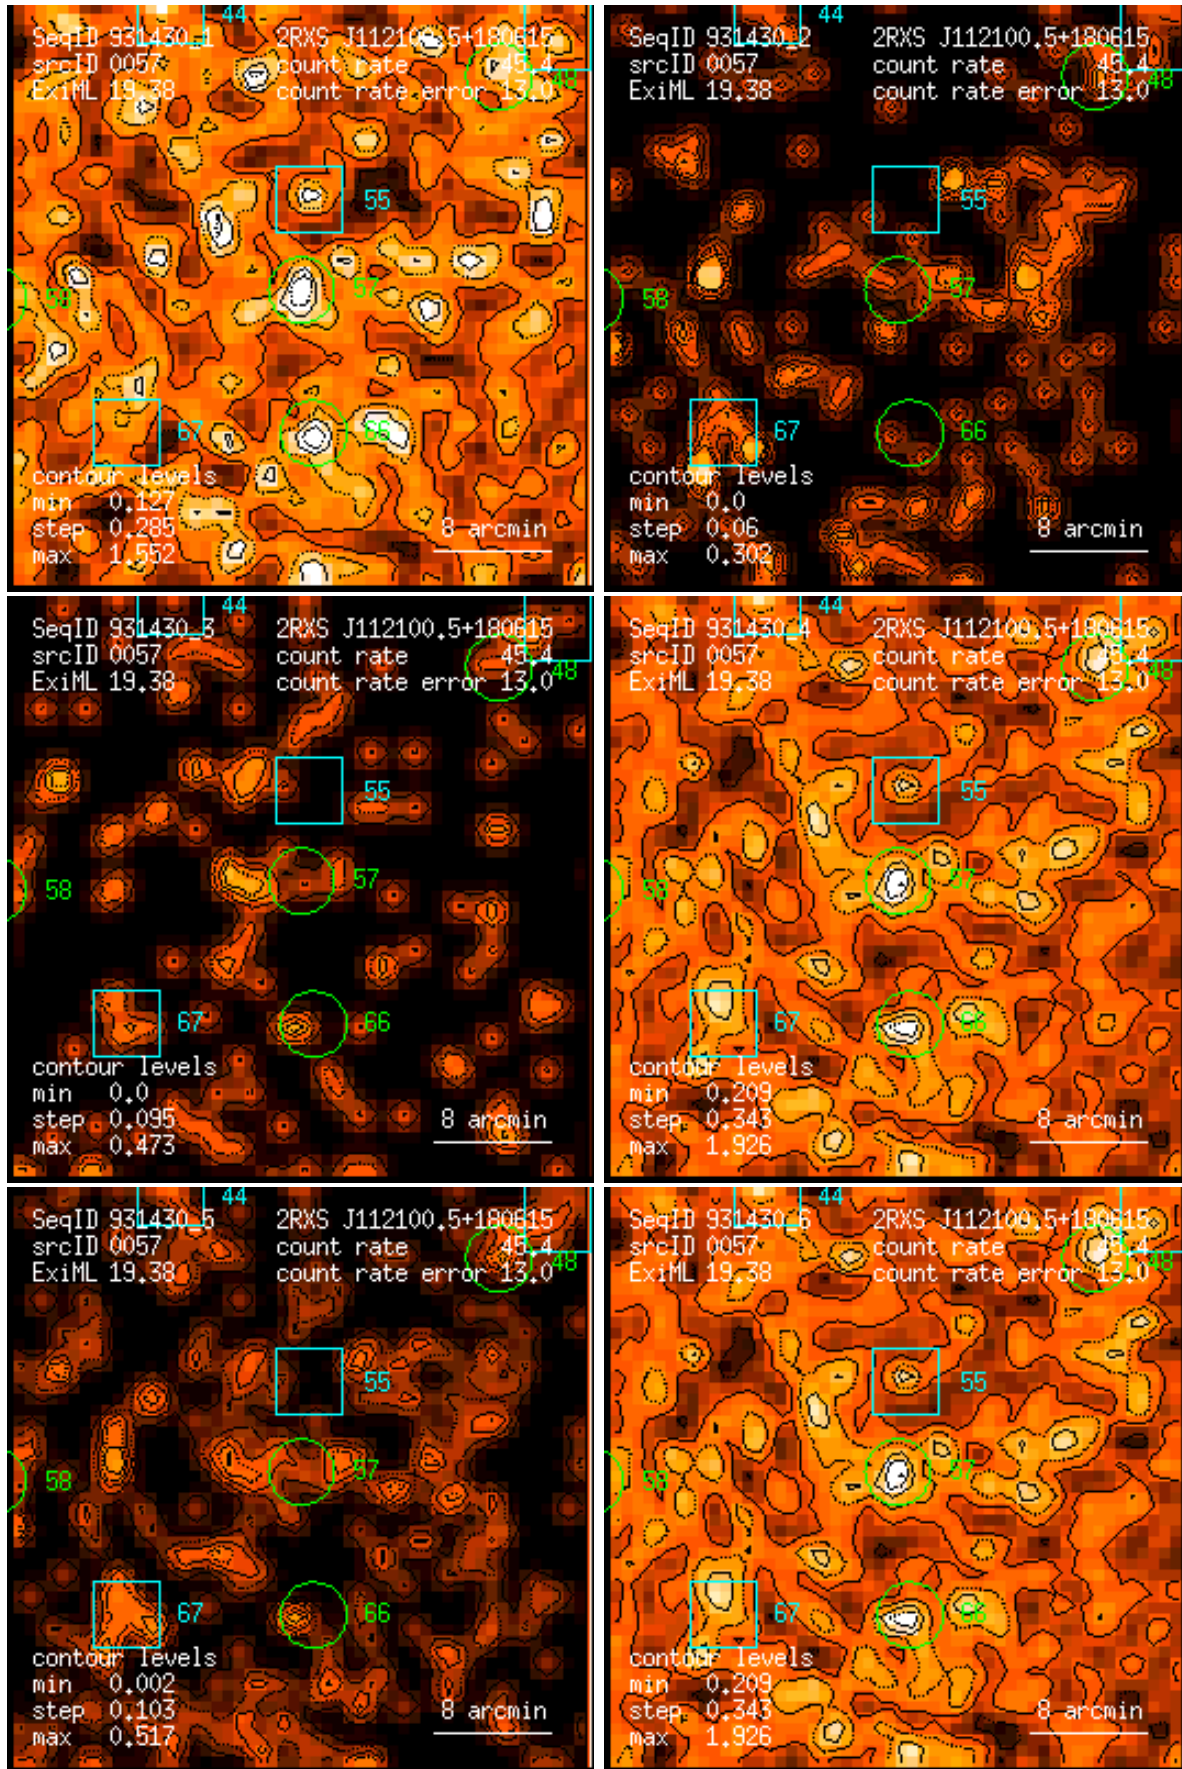 44
SeqID 931430_1 2RXS J112100.5+180615
srcID 0057 count rate 45.4
ExiML 19.38 count rate error 13.0
48
55
57
58
66
67
contour levels
min 0.127
step 0.285
max 1.552
8 arcmin
44
SeqID 931430_2 2RXS J112100.5+180615
srcID 0057 count rate 45.4
ExiML 19.38 count rate error 13.0
48
55
57
58
66
67
contour levels
min 0.0
step 0.06
max 0.302
8 arcmin
44
SeqID 931430_3 2RXS J112100.5+180615
srcID 0057 count rate 45.4
ExiML 19.38 count rate error 13.0
48
55
57
58
66
67
contour levels
min 0.0
step 0.095
max 0.473
8 arcmin
44
SeqID 931430_4 2RXS J112100.5+180615
srcID 0057 count rate 45.4
ExiML 19.38 count rate error 13.0
48
55
57
58
66
67
contour levels
min 0.209
step 0.343
max 1.926
8 arcmin
44
SeqID 931430_5 2RXS J112100.5+180615
srcID 0057 count rate 45.4
ExiML 19.38 count rate error 13.0
48
55
57
58
66
67
contour levels
min 0.002
step 0.103
max 0.517
8 arcmin
44
SeqID 931430_6 2RXS J112100.5+180615
srcID 0057 count rate 45.4
ExiML 19.38 count rate error 13.0
48
55
57
58
66
67
contour levels
min 0.209
step 0.343
max 1.926
8 arcmin